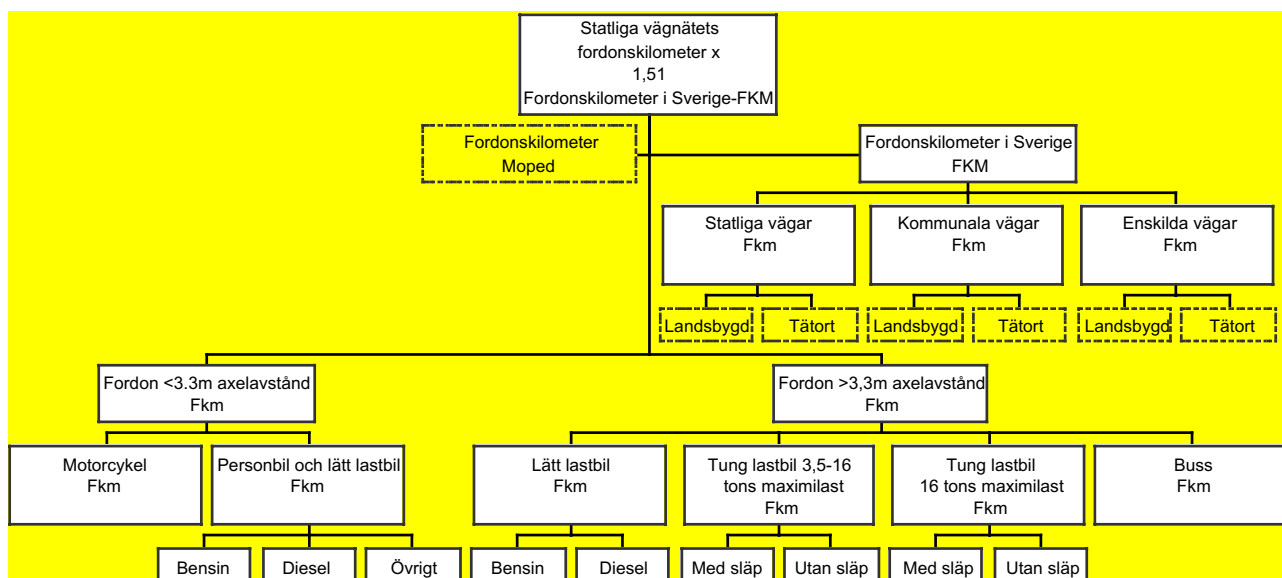 Statliga vägnätets
fordonskilometer x
1,51
Fordonskilometer i Sverige-FKM
Fordonskilometer
Moped
Fordonskilometer i Sverige
FKM
Statliga vägar
Fkm
Kommunala vägar
Fkm
Enskilda vägar
Fkm
Landsbygd
Tätort
Landsbygd
Tätort
Landsbygd
Tätort
Fordon <3.3m axelavstånd
Fkm
Fordon >3,3m axelavstånd
Fkm
Motorcykel
Fkm
Personbil och lätt lastbil
Fkm
Lätt lastbil
Fkm
Tung lastbil 3,5-16
tons maximilast
Fkm
Tung lastbil
16 tons maximilast
Fkm
Buss
Fkm
Bensin
Diesel
Övrigt
Bensin
Diesel
Med släp
Utan släp
Med släp
Utan släp